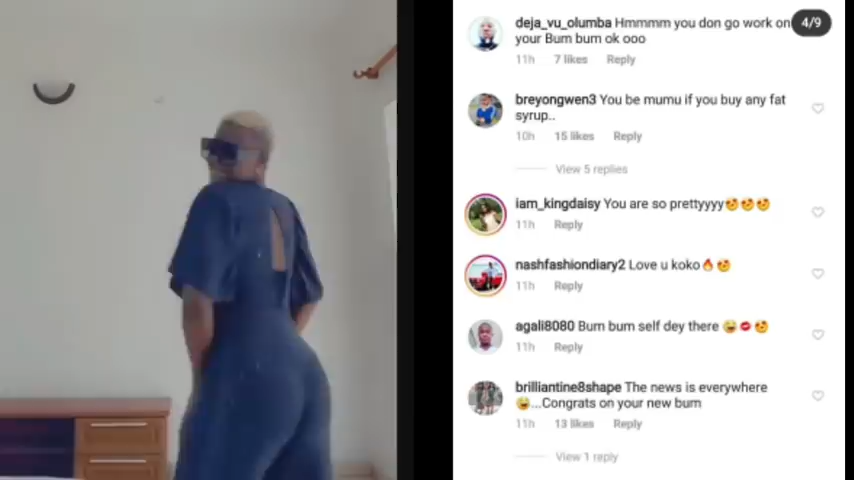 deja_vu_olumba Hmmmm you don go work on
your Bum bum ok ooo
4/9
11h 7 likes Reply
breyongwen3 You be mumu if you buy any fat
syrup..
10h 15 likes Reply
View 5 replies
iam_kingdaisy You are so prettyyyy🥰🥰🥰
11h Reply
nashfashiondiary2 Love u koko🔥🥰
11h Reply
agali8080 Bum bum self dey there 😂💋🥰
11h Reply
brilliantine8shape The news is everywhere
😂...Congrats on your new bum
11h 13 likes Reply
View 1 reply